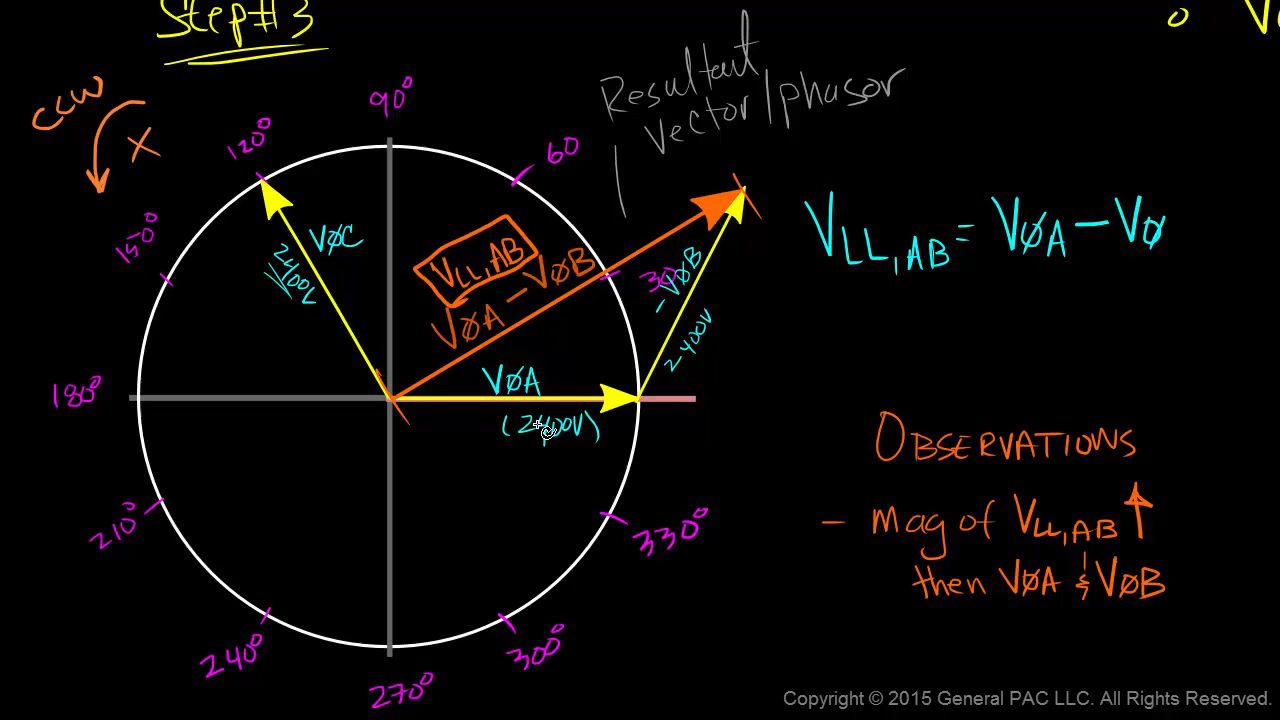 Step#3
CCW
X
90°
120°
60
150°
30
180°
210°
240°
270°
300°
330°
Resultant
vector/phasor
VØC
2400∠
VLL,AB
VØA - VØB
-VØB
2400V
VØA
(2400V)
VLL,AB = VØA - VØ
OBSERVATIONS
- Mag of VLL,AB ↑
then VØA & VØB
Copyright © 2015 General PAC LLC. All Rights Reserved.